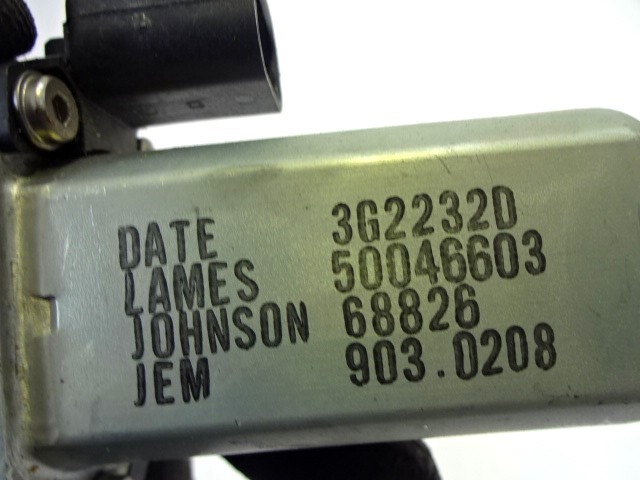 DATE 3G2232D
LAMES 50046603
JOHNSON 68826
JEM 903.0208